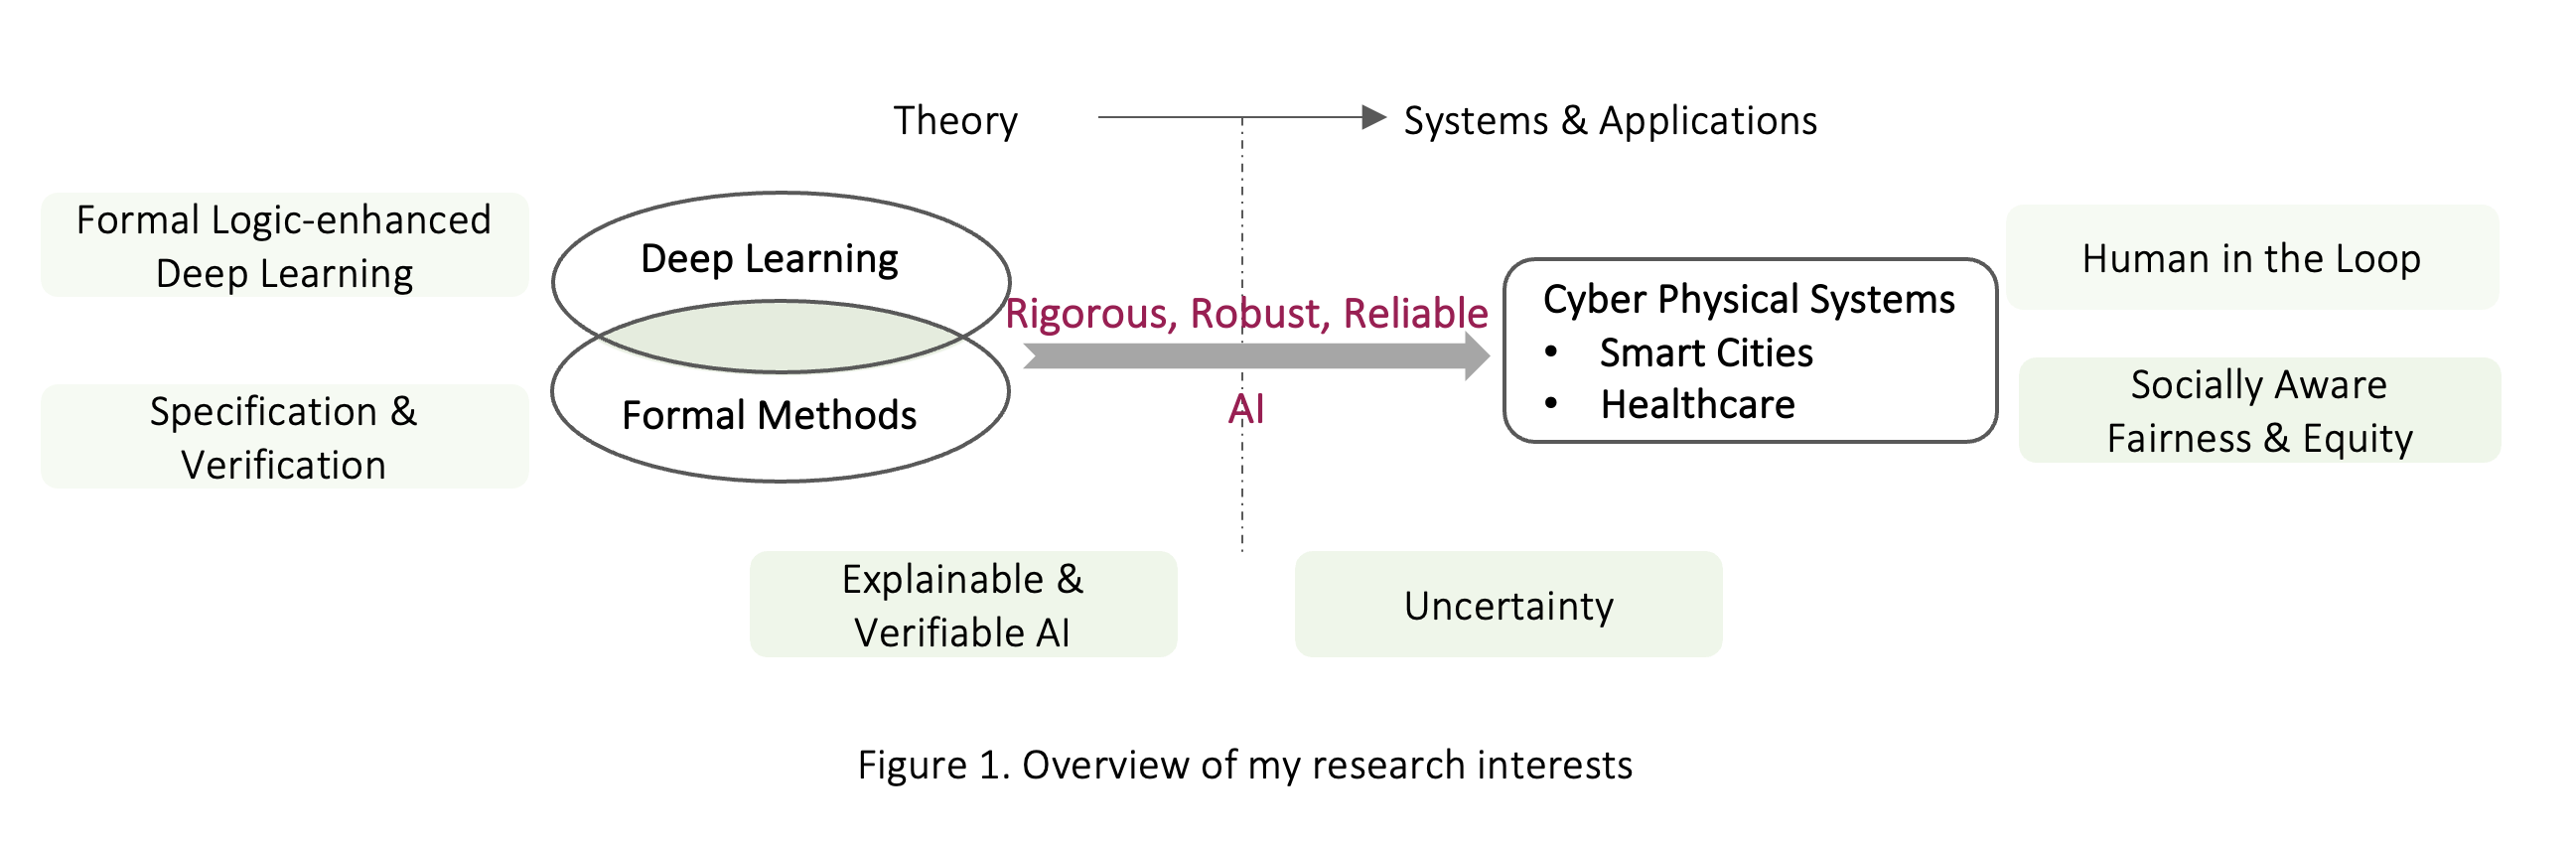 Theory
Systems & Applications
Formal Logic-enhanced
Deep Learning
Specification &
Verification
Deep Learning
Formal Methods
Rigorous, Robust, Reliable
AI
Cyber Physical Systems
• Smart Cities
• Healthcare
Human in the Loop
Socially Aware
Fairness & Equity
Explainable &
Verifiable AI
Uncertainty
Figure 1. Overview of my research interests